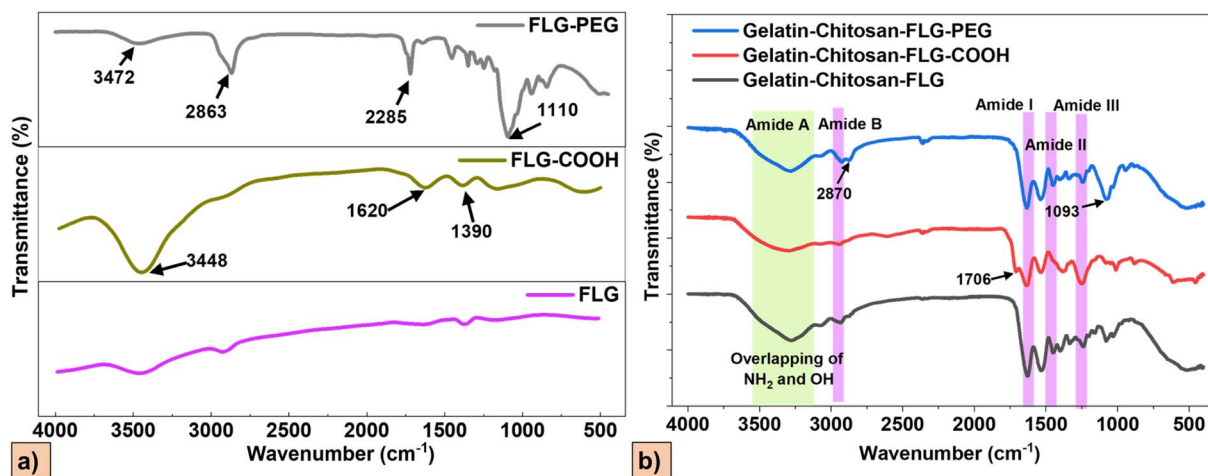 FLG-PEG
3472
2863
2285
1110
FLG-COOH
1620
1390
3448
FLG
Transmittance (%)
4000 3500 3000 2500 2000 1500 1000 500
Wavenumber (cm-1)
a)
Gelatin-Chitosan-FLG-PEG
Gelatin-Chitosan-FLG-COOH
Gelatin-Chitosan-FLG
Amide I
Amide III
Amide A
Amide B
Amide II
2870
1093
1706
Overlapping of
NH2 and OH
Transmittance (%)
4000 3500 3000 2500 2000 1500 1000 500
Wavenumber (cm-1)
b)